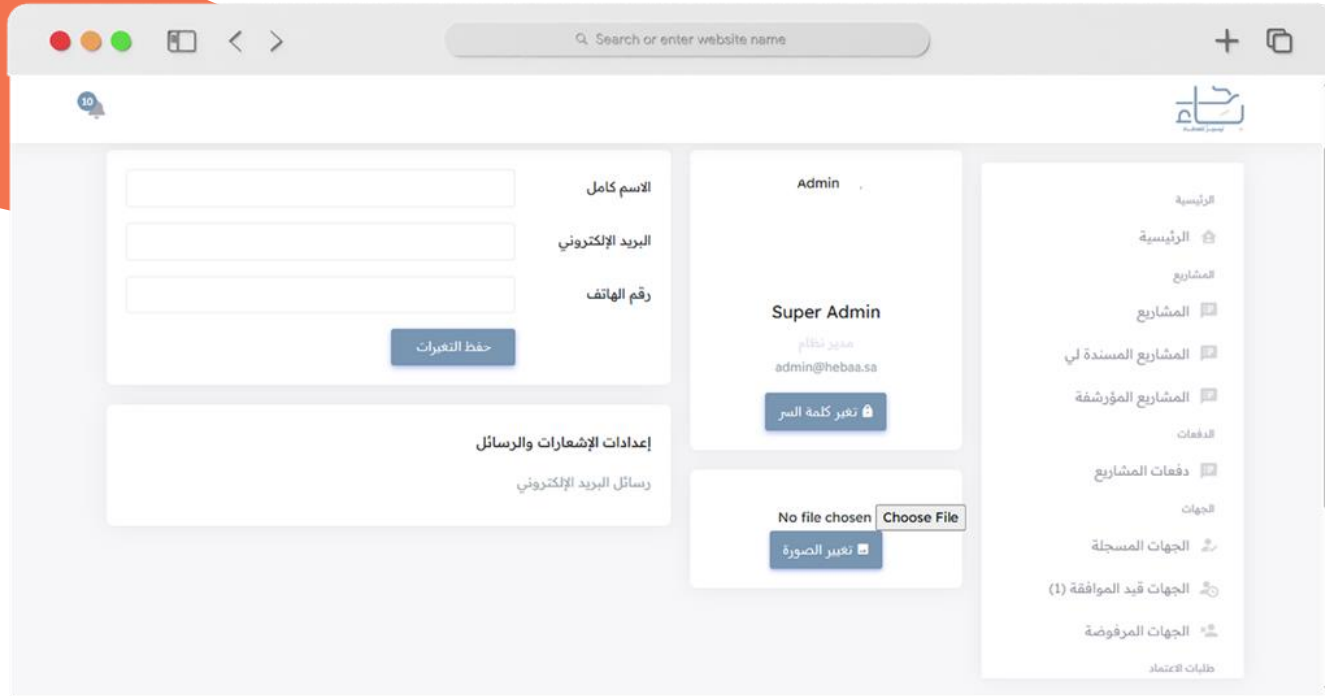 Search or enter website name
10
رخاء
الرئيسية
الرئيسية
المشاريع
المشاريع
المشاريع المسندة لي
المشاريع المؤرشفة
الدفعات
دفعات المشاريع
الجهات
الجهات المسجلة
الجهات قيد الموافقة (1)
الجهات المرفوضة
طلبات الاعتماد
Admin
Super Admin
مدير نظام
admin@hebaa.sa
تغير كلمة السر
No file chosen Choose File
تغيير الصورة
الاسم كامل
البريد الإلكتروني
رقم الهاتف
حفظ التغيرات
إعدادات الإشعارات والرسائل
رسائل البريد الإلكتروني